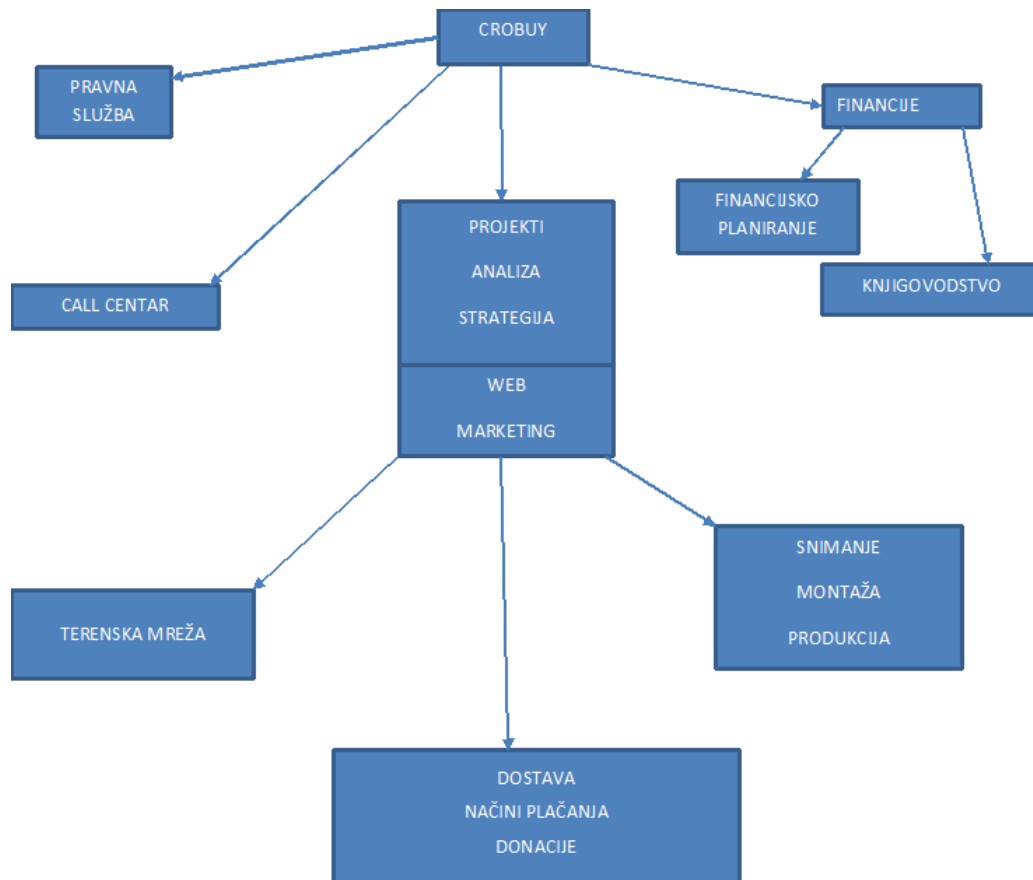 CROBUY
PRAVNA
SLUŽBA
FINANCIJE
FINANCIJSKO
PLANIRANJE
KNJIGOVODSTVO
CALL CENTAR
PROJEKTI
ANALIZA
STRATEGIJA
WEB
MARKETING
TERENSKA MREŽA
SNIMANJE
MONTAŽA
PRODUKCIJA
DOSTAVA
NAČINI PLAČANJA
DONACIJE